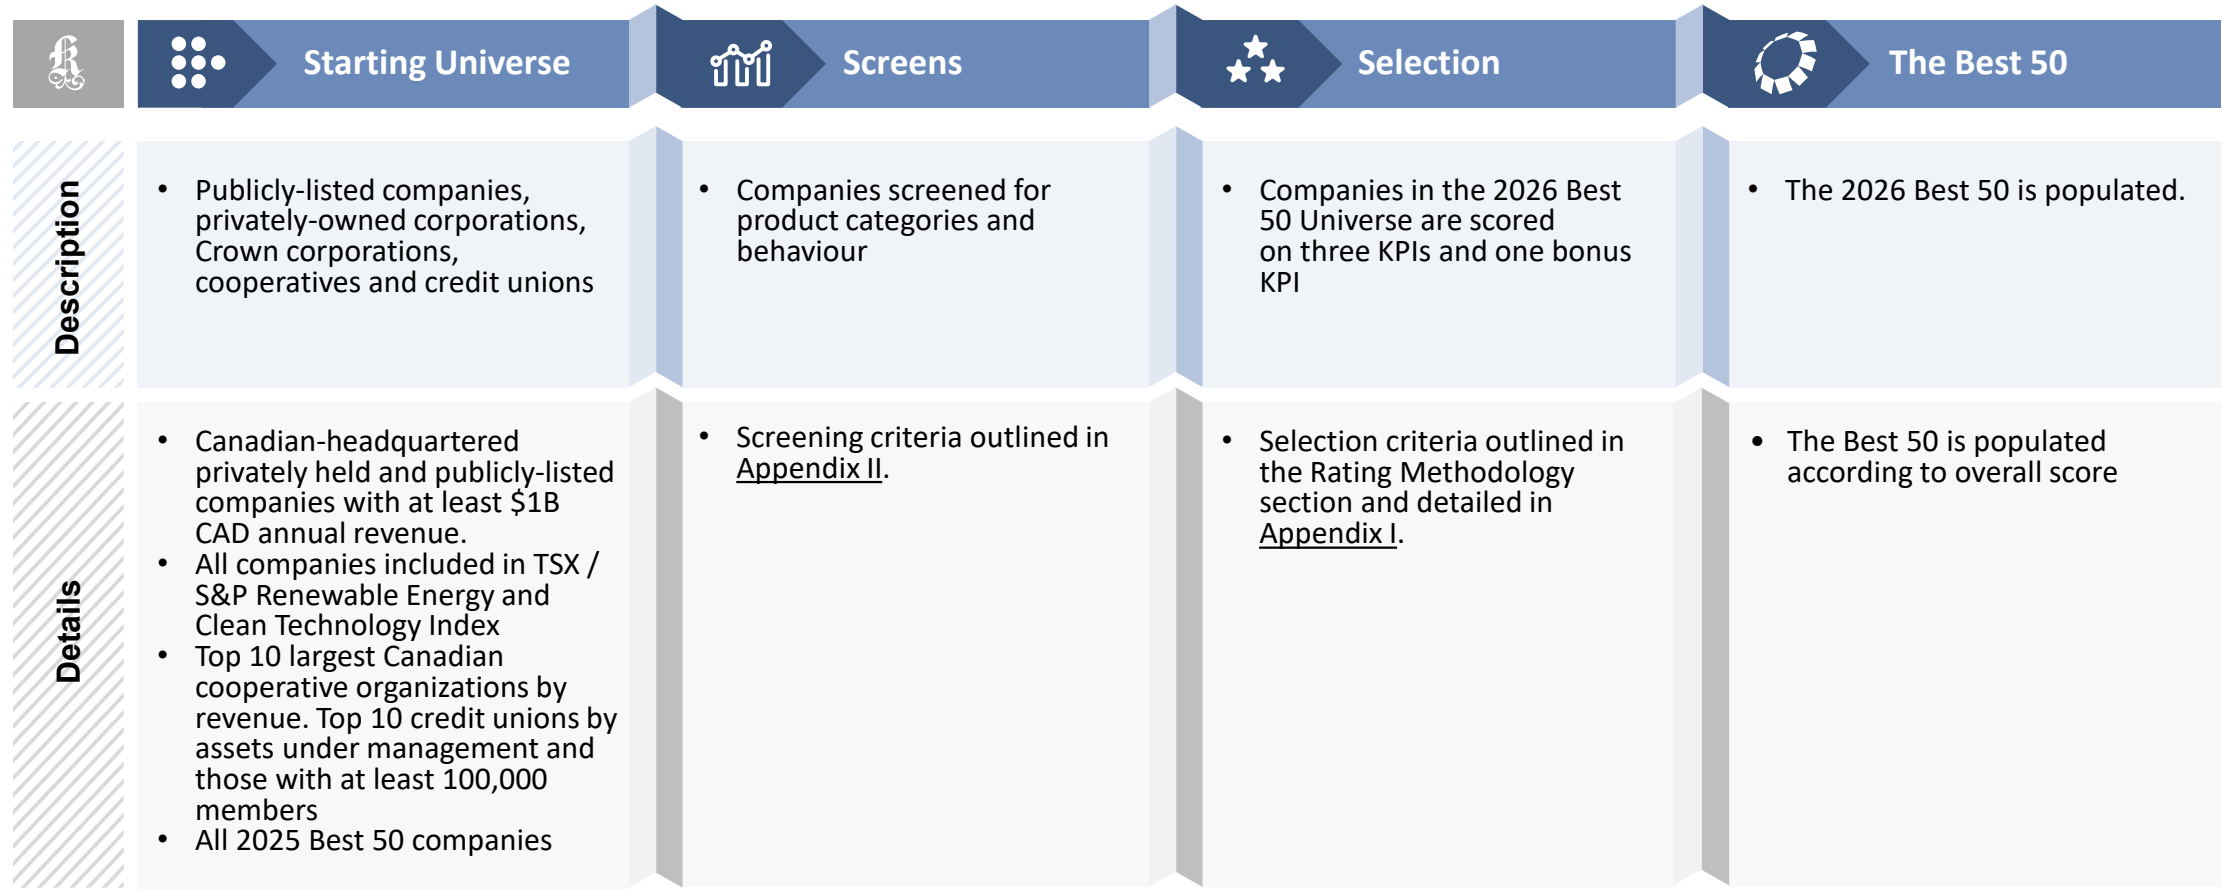 Starting Universe
Screens
Selection
The Best 50
Description
• Publicly-listed companies,
privately-owned corporations,
Crown corporations,
cooperatives and credit unions
• Companies screened for
product categories and
behaviour
• Companies in the 2026 Best
50 Universe are scored
on three KPIs and one bonus
KPI
• The 2026 Best 50 is populated.
Details
• Canadian-headquartered
privately held and publicly-listed
companies with at least $1B
CAD annual revenue.
• All companies included in TSX /
S&P Renewable Energy and
Clean Technology Index
• Top 10 largest Canadian
cooperative organizations by
revenue. Top 10 credit unions by
assets under management and
those with at least 100,000
members
• All 2025 Best 50 companies
• Screening criteria outlined in
Appendix II.
• Selection criteria outlined in
the Rating Methodology
section and detailed in
Appendix I.
• The Best 50 is populated
according to overall score